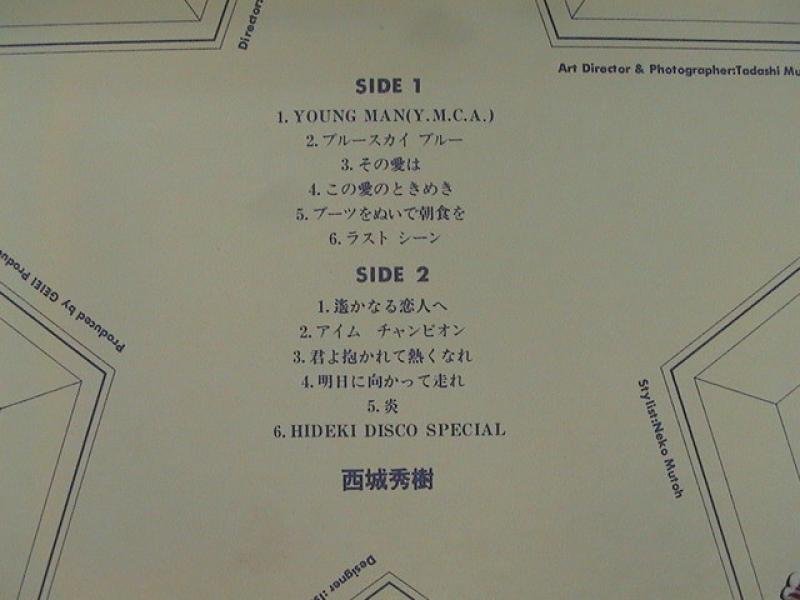 Director
Art Director & Photographer:Tadashi
SIDE 1
1. YOUNG MAN(Y.M.C.A.)
2. ブルースカイ ブルー
3. その愛は
4. この愛のときめき
5. ブーツをぬいで朝食を
6. ラスト シーン
SIDE 2
1. 遙かなる恋人へ
2. アイム チャンピオン
3. 君よ抱かれて熱くなれ
4. 明日に向かって走れ
5. 炎
6. HIDEKI DISCO SPECIAL
西城秀樹
Produced by GEIEI
Stylist:Neko Mutoh
Designer: